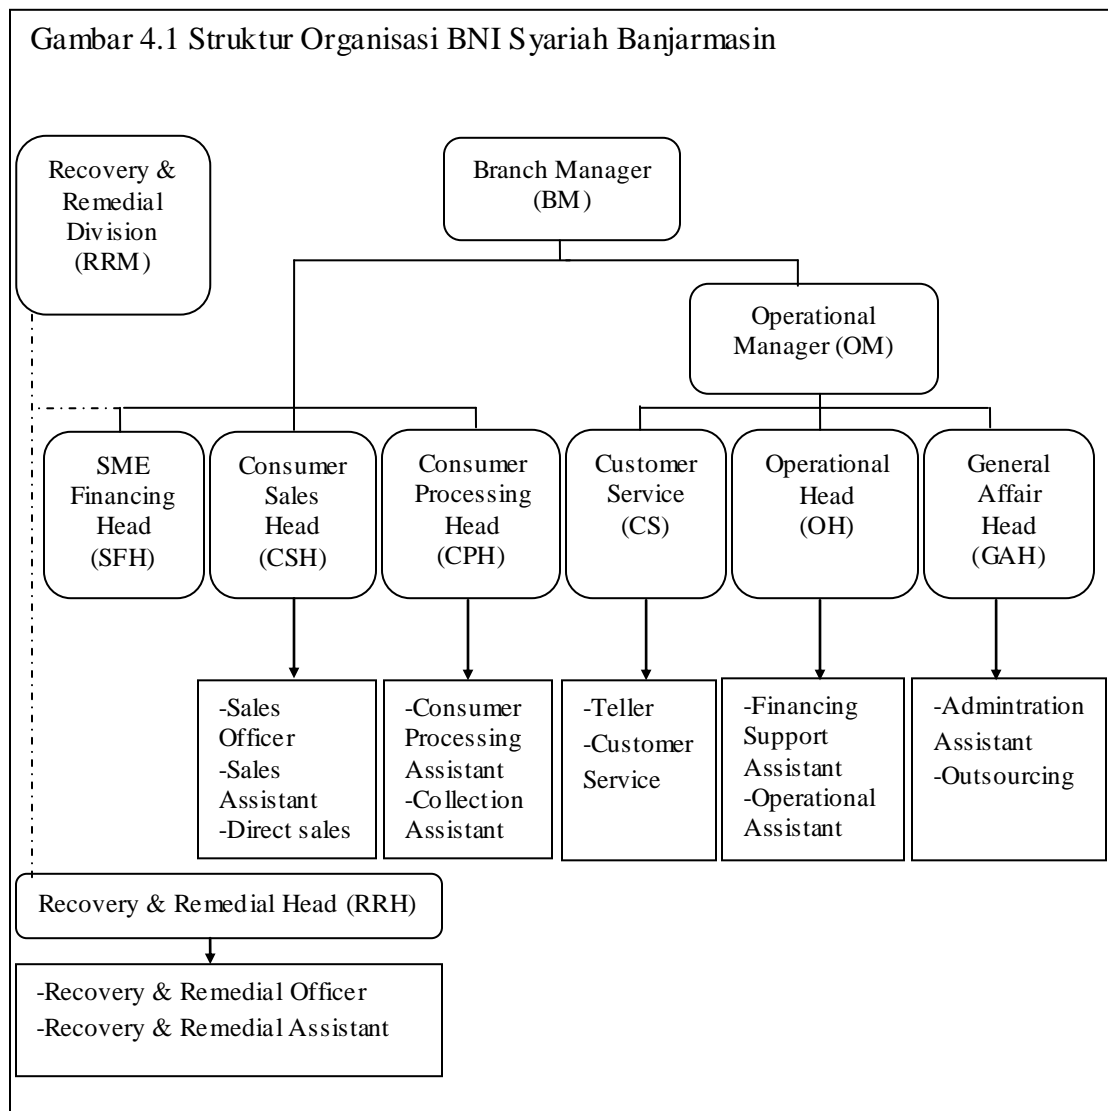 Gambar 4.1 Struktur Organisasi BNI Syariah Banjarmasin
Recovery &
Remedial
Division
(RRM)
Branch Manager
(BM)
Operational
Manager (OM)
SME
Financing
Head
(SFH)
Consumer
Sales
Head
(CSH)
Consumer
Processing
Head
(CPH)
Customer
Service
(CS)
Operational
Head
(OH)
General
Affair
Head
(GAH)
-Sales
Officer
-Sales
Assistant
-Direct sales
-Consumer
Processing
Assistant
-Collection
Assistant
-Teller
-Customer
Service
-Financing
Support
Assistant
-Operational
Assistant
-Admintration
Assistant
-Outsourcing
Recovery & Remedial Head (RRH)
-Recovery & Remedial Officer
-Recovery & Remedial Assistant